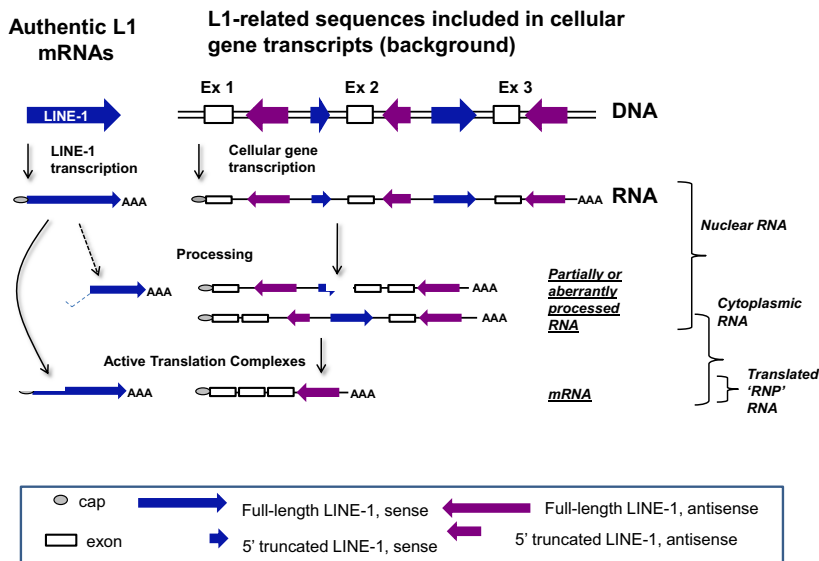 Authentic L1
mRNAs
L1-related sequences included in cellular
gene transcripts (background)
Ex 1
Ex 2
Ex 3
LINE-1
DNA
LINE-1
transcription
Cellular gene
transcription
AAA
AAA
RNA
Nuclear RNA
Processing
AAA
AAA
AAA
Partially or
aberrantly
processed
RNA
Cytoplasmic
RNA
Active Translation Complexes
AAA
AAA
mRNA
Translated
‘RNP’
RNA
cap
Full-length LINE-1, sense
Full-length LINE-1, antisense
exon
5’ truncated LINE-1, sense
5’ truncated LINE-1, antisense